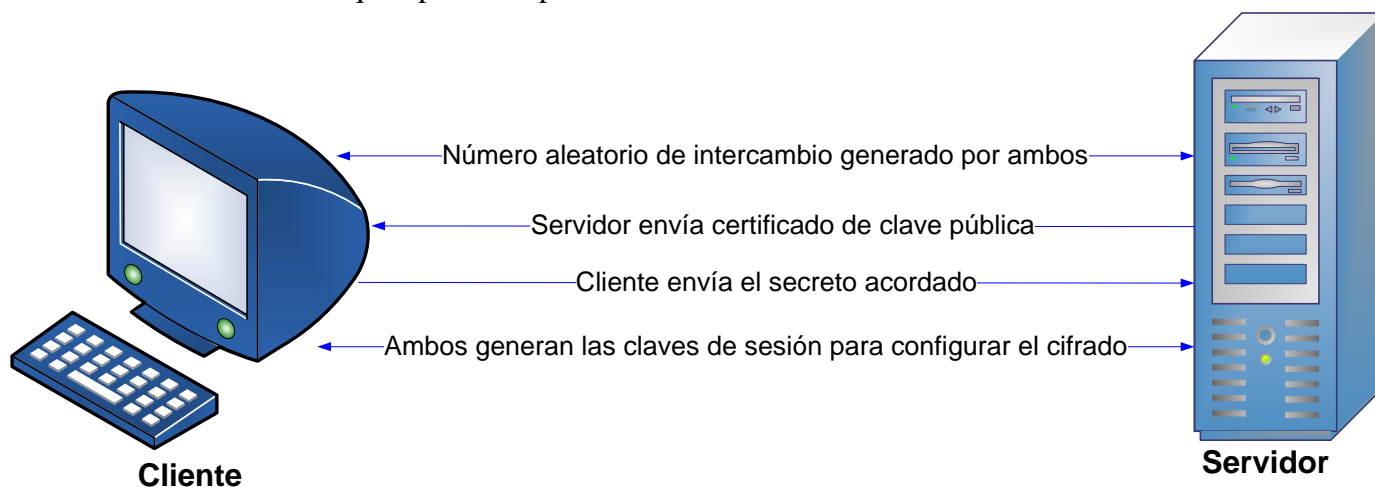 Número aleatorio de intercambio generado por ambos
Servidor envía certificado de clave pública
Cliente envía el secreto acordado
Ambos generan las claves de sesión para configurar el cifrado
Cliente
Servidor